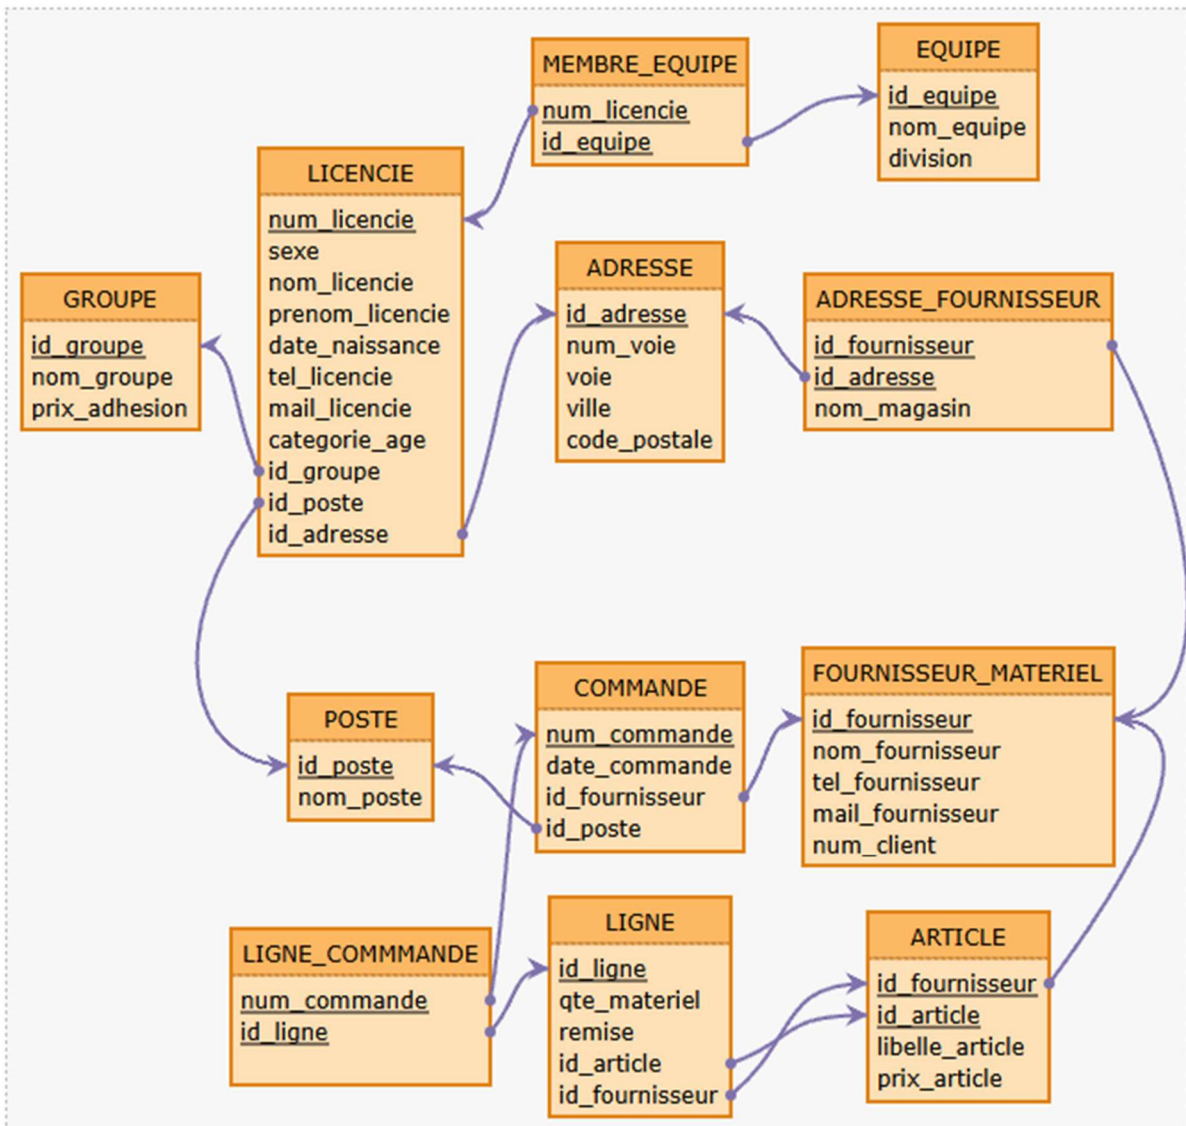 MEMBRE_EQUIPE
num_licencie
id_equipe
EQUIPE
id_equipe
nom_equipe
division
LICENCIE
num_licencie
sexe
nom_licencie
prenom_licencie
date_naissance
tel_licencie
mail_licencie
categorie_age
id_groupe
id_poste
id_adresse
GROUPE
id_groupe
nom_groupe
prix_adhesion
ADRESSE
id_adresse
num_voie
voie
ville
code_postale
ADRESSE_FOURNISSEUR
id_fournisseur
id_adresse
nom_magasin
POSTE
id_poste
nom_poste
COMMANDE
num_commande
date_commande
id_fournisseur
id_poste
FOURNISSEUR_MATERIEL
id_fournisseur
nom_fournisseur
tel_fournisseur
mail_fournisseur
num_client
LIGNE_COMMMANDE
num_commande
id_ligne
LIGNE
id_ligne
qte_materiel
remise
id_article
id_fournisseur
ARTICLE
id_fournisseur
id_article
libelle_article
prix_article